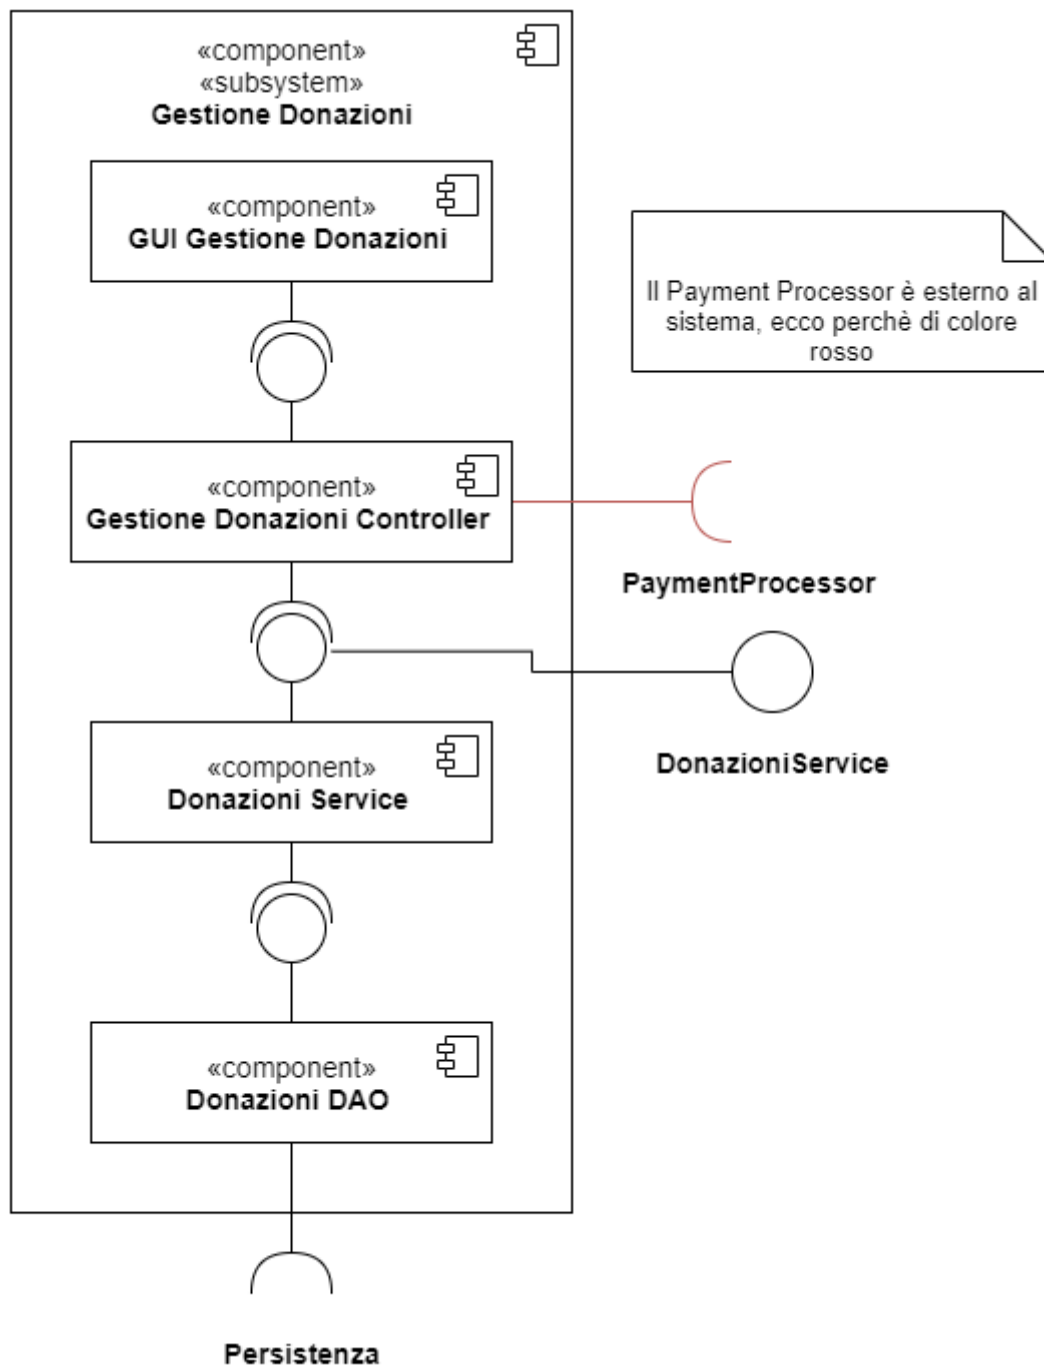 «component»
«subsystem»
Gestione Donazioni
«component»
GUI Gestione Donazioni
Il Payment Processor è esterno al
sistema, ecco perchè di colore
rosso
«component»
Gestione Donazioni Controller
PaymentProcessor
DonazioniService
«component»
Donazioni Service
«component»
Donazioni DAO
Persistenza